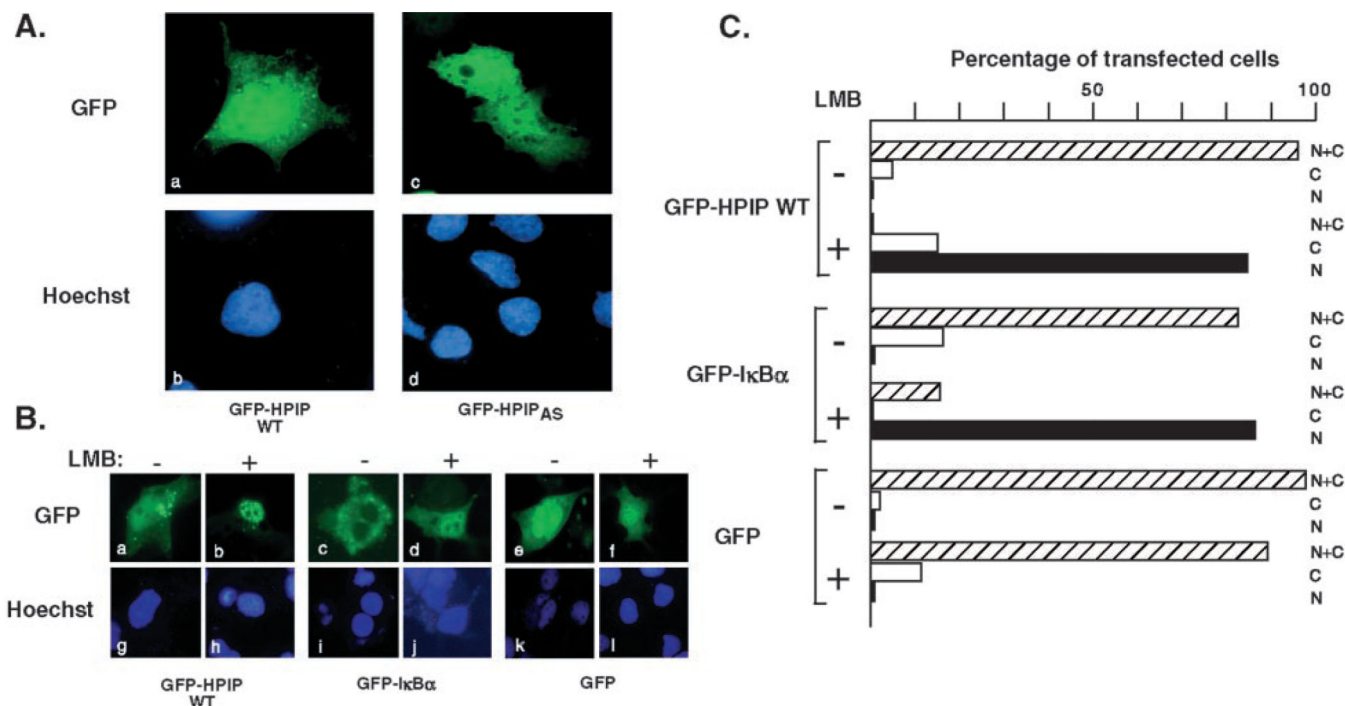 A.
GFP
a
c
Hoechst
b
d
GFP-HPIP
WT
GFP-HPIPAS
B.
LMB: - + - + - +
GFP
a b c d e f
Hoechst
g h i j k l
GFP-HPIP
WT
GFP-IκBα
GFP
C.
Percentage of transfected cells
LMB
50
100
GFP-HPIP WT
-
N+C
C
N
+
N+C
C
N
GFP-IκBα
-
N+C
C
N
+
N+C
C
N
GFP
-
N+C
C
N
+
N+C
C
N